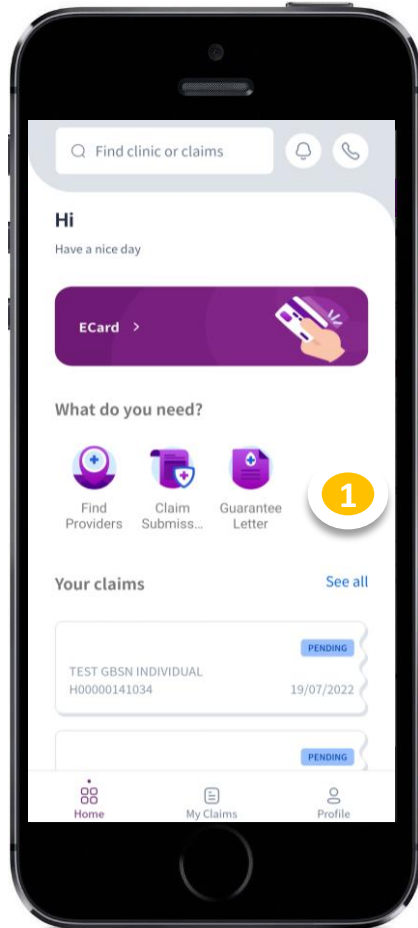 Find clinic or claims
Hi
Have a nice day
ECard >
What do you need?
Find Providers
Claim Submiss...
Guarantee Letter
1
Your claims
See all
PENDING
TEST GBSN INDIVIDUAL
H00000141034
19/07/2022
PENDING
Home
My Claims
Profile